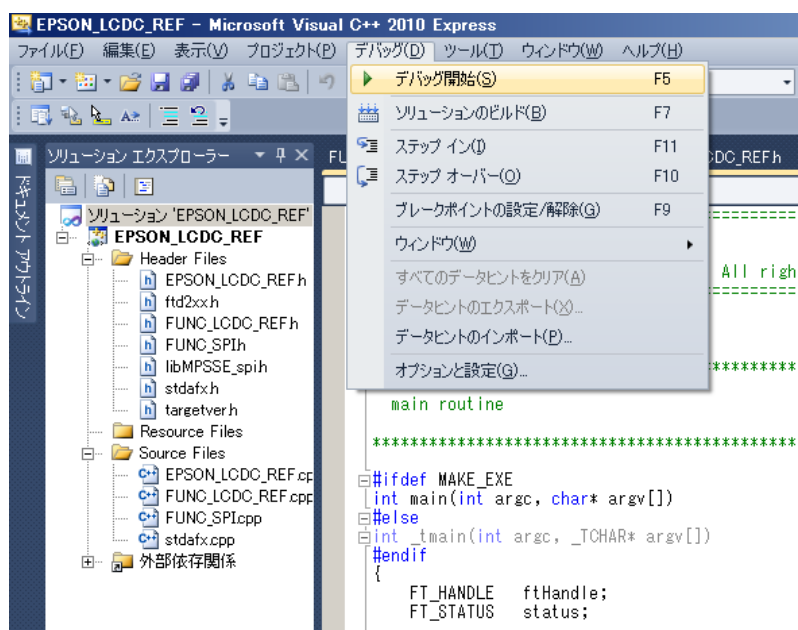 EPSON_LCDC_REF - Microsoft Visual C++ 2010 Express
ファイル(F) 編集(E) 表示(V) プロジェクト(P) デバッグ(D) ツール(T) ウィンドウ(W) ヘルプ(H)
デバッグ開始(S) F5
ソリューションのビルド(B) F7
ステップ イン(I) F11
ステップ オーバー(O) F10
ブレークポイントの設定/解除(G) F9
ウィンドウ(W)
すべてのデータヒントをクリア(A)
データヒントのエクスポート(X)...
データヒントのインポート(P)...
オプションと設定(G)...
ドキュメント アウトライン
ソリューション エクスプローラー
ソリューション 'EPSON_LCDC_REF'
EPSON_LCDC_REF
Header Files
EPSON_LCDC_REF.h
ftd2xx.h
FUNC_LCDC_REF.h
FUNC_SPI.h
libMPSSE_spi.h
stdafx.h
targetver.h
Resource Files
Source Files
EPSON_LCDC_REF.cp
FUNC_LCDC_REF.cpp
FUNC_SPI.cpp
stdafx.cpp
外部依存関係
FU
DC_REF.h
=========
All righ
=========
*********
main routine
*********************************************
#ifdef MAKE_EXE
int main(int argc, char* argv[])
#else
int _tmain(int argc, _TCHAR* argv[])
#endif
{
FT_HANDLE ftHandle;
FT_STATUS status;